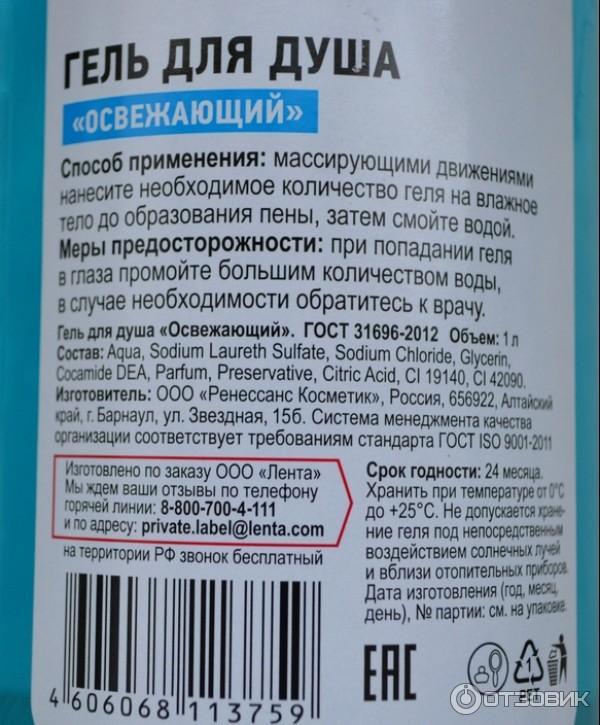 ГЕЛЬ ДЛЯ ДУША
«ОСВЕЖАЮЩИЙ»
Способ применения: массирующими движениями
нанесите необходимое количество геля на влажное
тело до образования пены, затем смойте водой.
Меры предосторожности: при попадании геля
в глаза промойте большим количеством воды,
в случае необходимости обратитесь к врачу.
Гель для душа «Освежающий». ГОСТ 31696-2012 Объем: 1 л
Состав: Aqua, Sodium Laureth Sulfate, Sodium Chloride, Glycerin,
Cocamide DEA, Parfum, Preservative, Citric Acid, CI 19140, CI 42090.
Изготовитель: ООО «Ренессанс Косметик», Россия, 656922, Алтайский
край, г. Барнаул, ул. Звездная, 15б. Система менеджмента качества
организации соответствует требованиям стандарта ГОСТ ISO 9001-2011
Изготовлено по заказу ООО «Лента»
Мы ждем ваши отзывы по телефону
горячей линии: 8-800-700-4-111
и по адресу: private.label@lenta.com
на территории РФ звонок бесплатный
Срок годности: 24 месяца.
Хранить при температуре от 0°С
до +25°С. Не допускается хране-
ние геля под непосредственным
воздействием солнечных лучей
и вблизи отопительных приборов.
Дата изготовления (год, месяц,
день), № партии: см. на упаковке.
4 606068 113759
EAC
1
PET
ОТЗОВИК